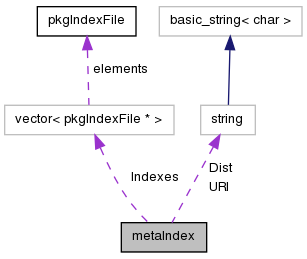 pkgIndexFile
basic_string< char >
elements
vector< pkgIndexFile * >
string
Indexes
Dist
URI
metaIndex